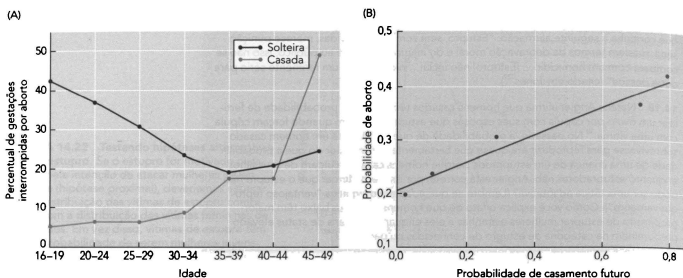 (A)
Percentual de gestações
interrompidas por aborto
50
40
30
20
10
0
Solteira
Casada
16–19 20–24 25–29 30–34 35–39 40–44 45–49
Idade
(B)
Probabilidade de aborto
0,5
0,4
0,3
0,2
0,1
0,0 0,2 0,4 0,6 0,8
Probabilidade de casamento futuro